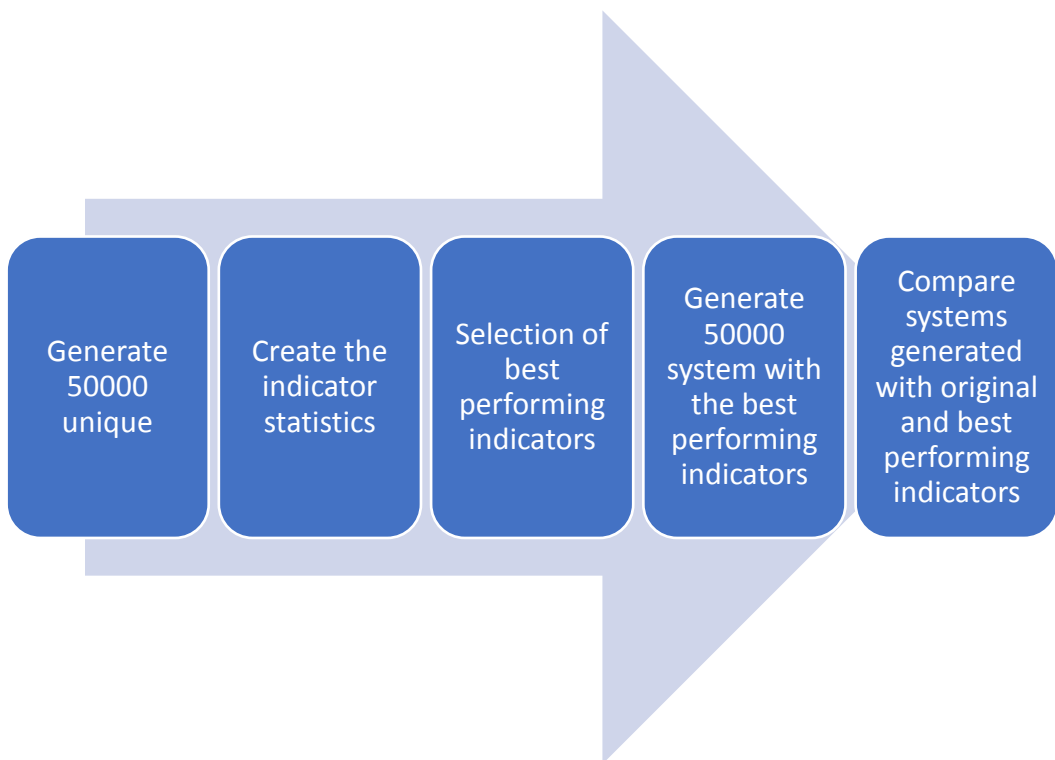 Generate
50000
unique
Create the
indicator
statistics
Selection of
best
performing
indicators
Generate
50000
system with
the best
performing
indicators
Compare
systems
generated
with original
and best
performing
indicators